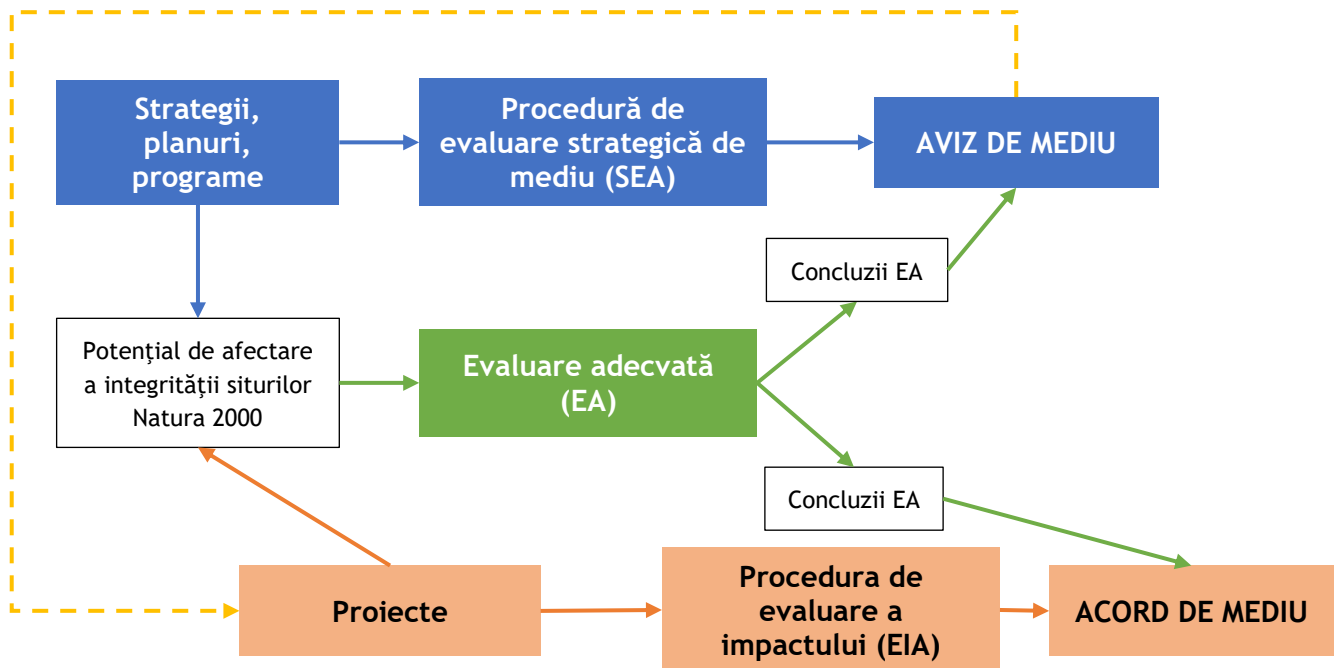 Strategii,
planuri,
programe
Procedură de
evaluare strategică de
mediu (SEA)
AVIZ DE MEDIU
Concluzii EA
Potențial de afectare
a integrității siturilor
Natura 2000
Evaluare adecvată
(EA)
Concluzii EA
Proiecte
Procedura de
evaluare a
impactului (EIA)
ACORD DE MEDIU